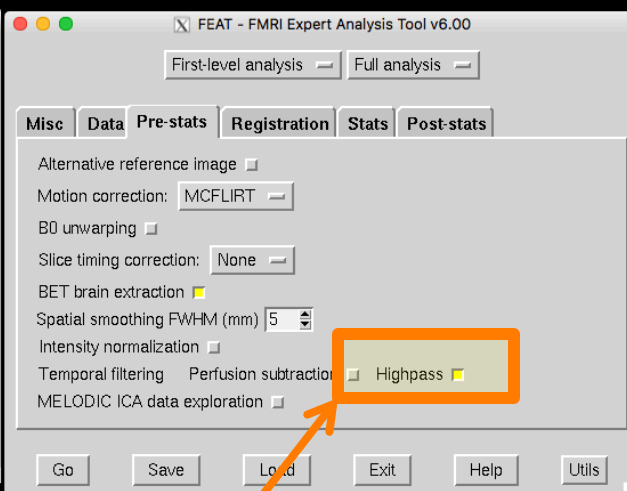 X FEAT - FMRI Expert Analysis Tool v6.00
First-level analysis Full analysis
Misc Data Pre-stats Registration Stats Post-stats
Alternative reference image
Motion correction: MCFLIRT
B0 unwarping
Slice timing correction: None
BET brain extraction
Spatial smoothing FWHM (mm) 5
Intensity normalization
Temporal filtering Perfusion subtraction Highpass
MELODIC ICA data exploration
Go Save Load Exit Help Utils